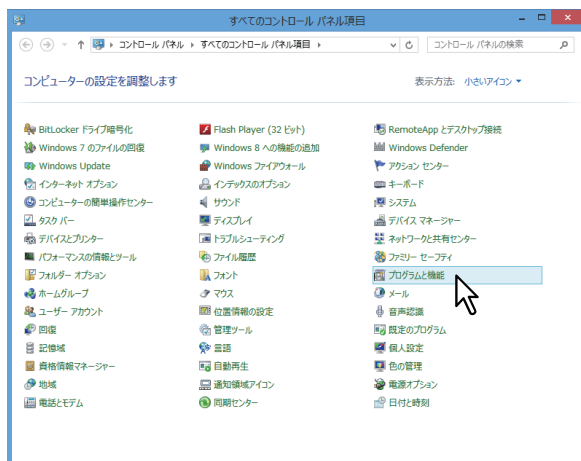 すべてのコントロール パネル項目
コントロール パネル ▸ すべてのコントロール パネル項目 ▸
コントロール パネルの検索
コンピューターの設定を調整します
表示方法: 小さいアイコン
BitLocker ドライブ暗号化
Flash Player (32 ビット)
RemoteApp とデスクトップ接続
Windows 7 のファイルの回復
Windows 8 への機能の追加
Windows Defender
Windows Update
Windows ファイアウォール
アクション センター
インターネット オプション
インデックスのオプション
キーボード
コンピューターの簡単操作センター
サウンド
システム
タスク バー
ディスプレイ
デバイス マネージャー
デバイスとプリンター
トラブルシューティング
ネットワークと共有センター
パフォーマンスの情報とツール
ファイル履歴
ファミリー セーフティ
フォルダー オプション
フォント
プログラムと機能
ホームグループ
マウス
メール
ユーザー アカウント
位置情報の設定
音声認識
回復
管理ツール
既定のプログラム
記憶域
言語
個人設定
資格情報マネージャー
自動再生
色の管理
地域
通知領域アイコン
電源オプション
電話とモデム
同期センター
日付と時刻